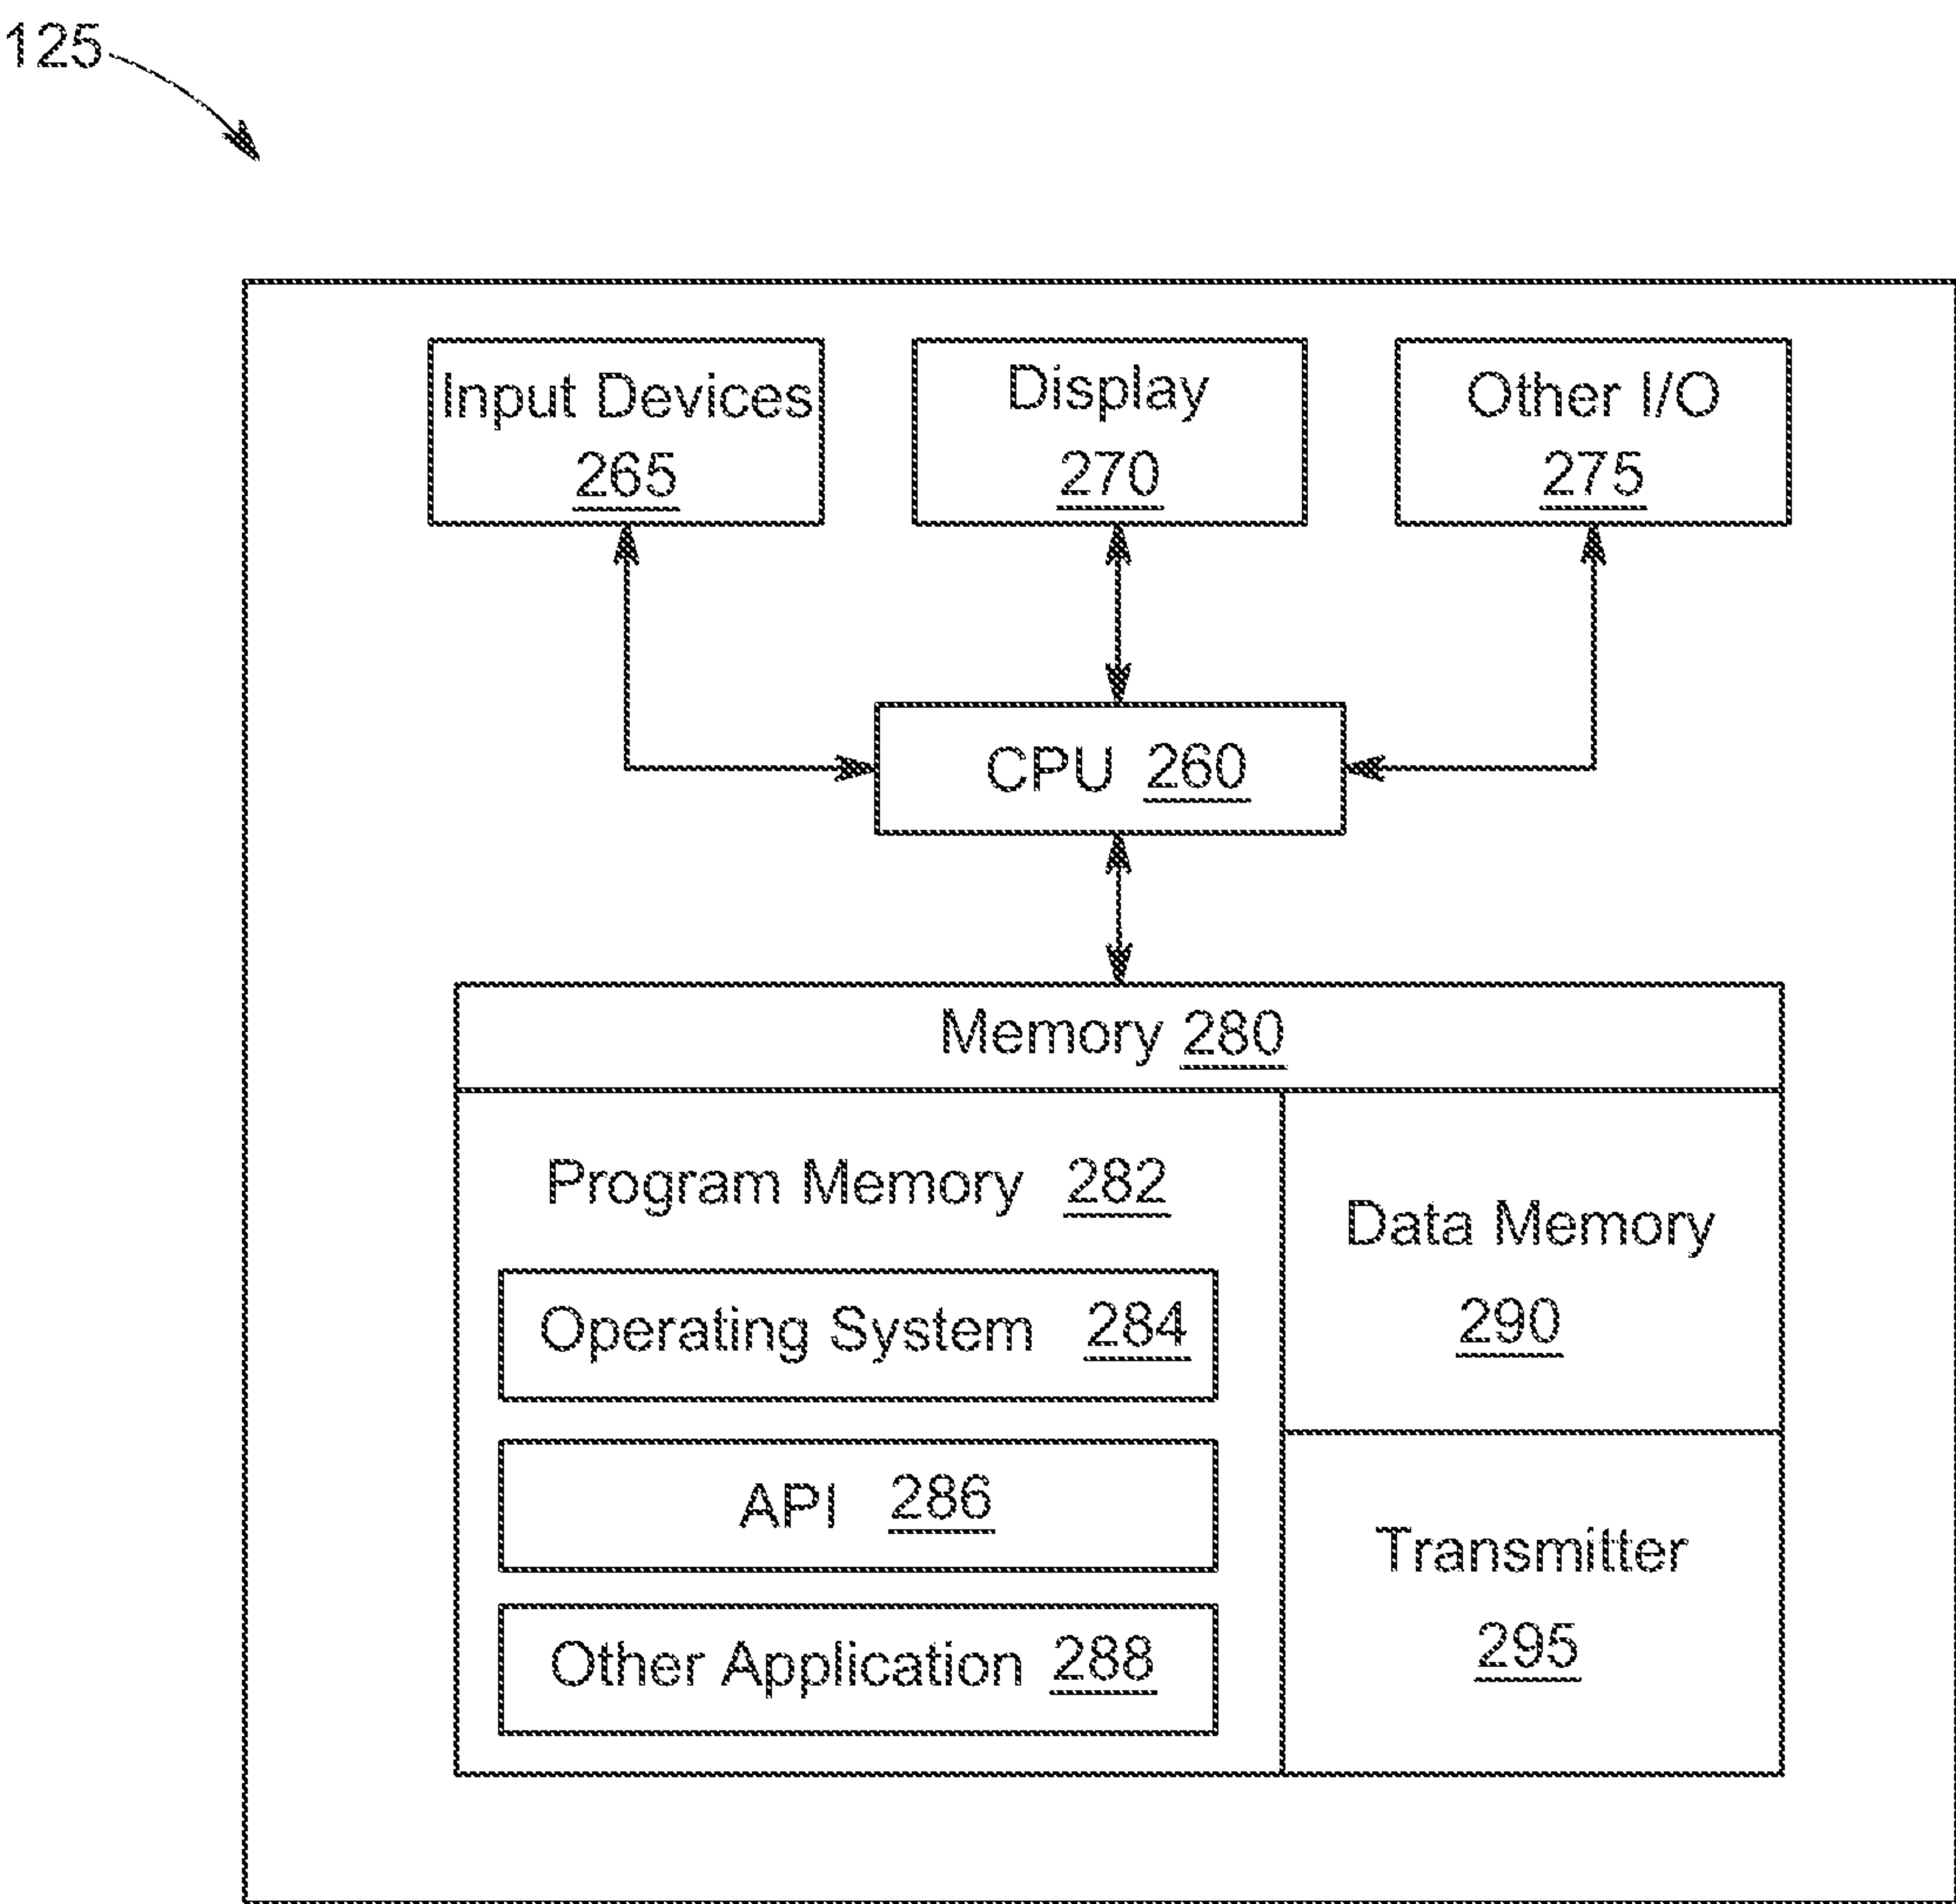 125
Input Devices
265
Display
270
Other I/O
275
CPU 260
Memory 280
Program Memory 282
Operating System 284
API 286
Other Application 288
Data Memory
290
Transmitter
295